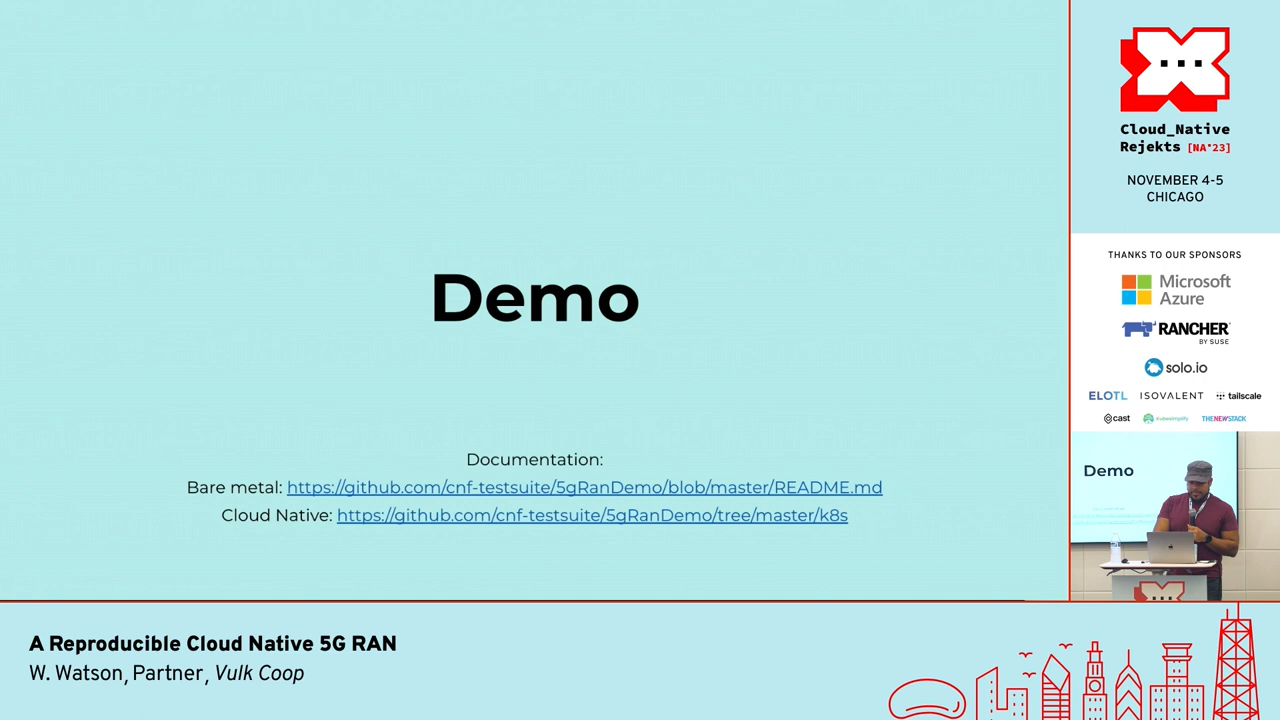 Demo
Documentation:
Bare metal: https://github.com/cnf-testsuite/5gRanDemo/blob/master/README.md
Cloud Native: https://github.com/cnf-testsuite/5gRanDemo/tree/master/k8s
Cloud_Native
Rejekts [NA'23]
NOVEMBER 4-5
CHICAGO
THANKS TO OUR SPONSORS
Microsoft
Azure
RANCHER
BY SUSE
solo.io
ELOTL ISOVALENT tailscale
cast kubesimplify THENEWSTACK
Demo
A Reproducible Cloud Native 5G RAN
W. Watson, Partner, Vulk Coop